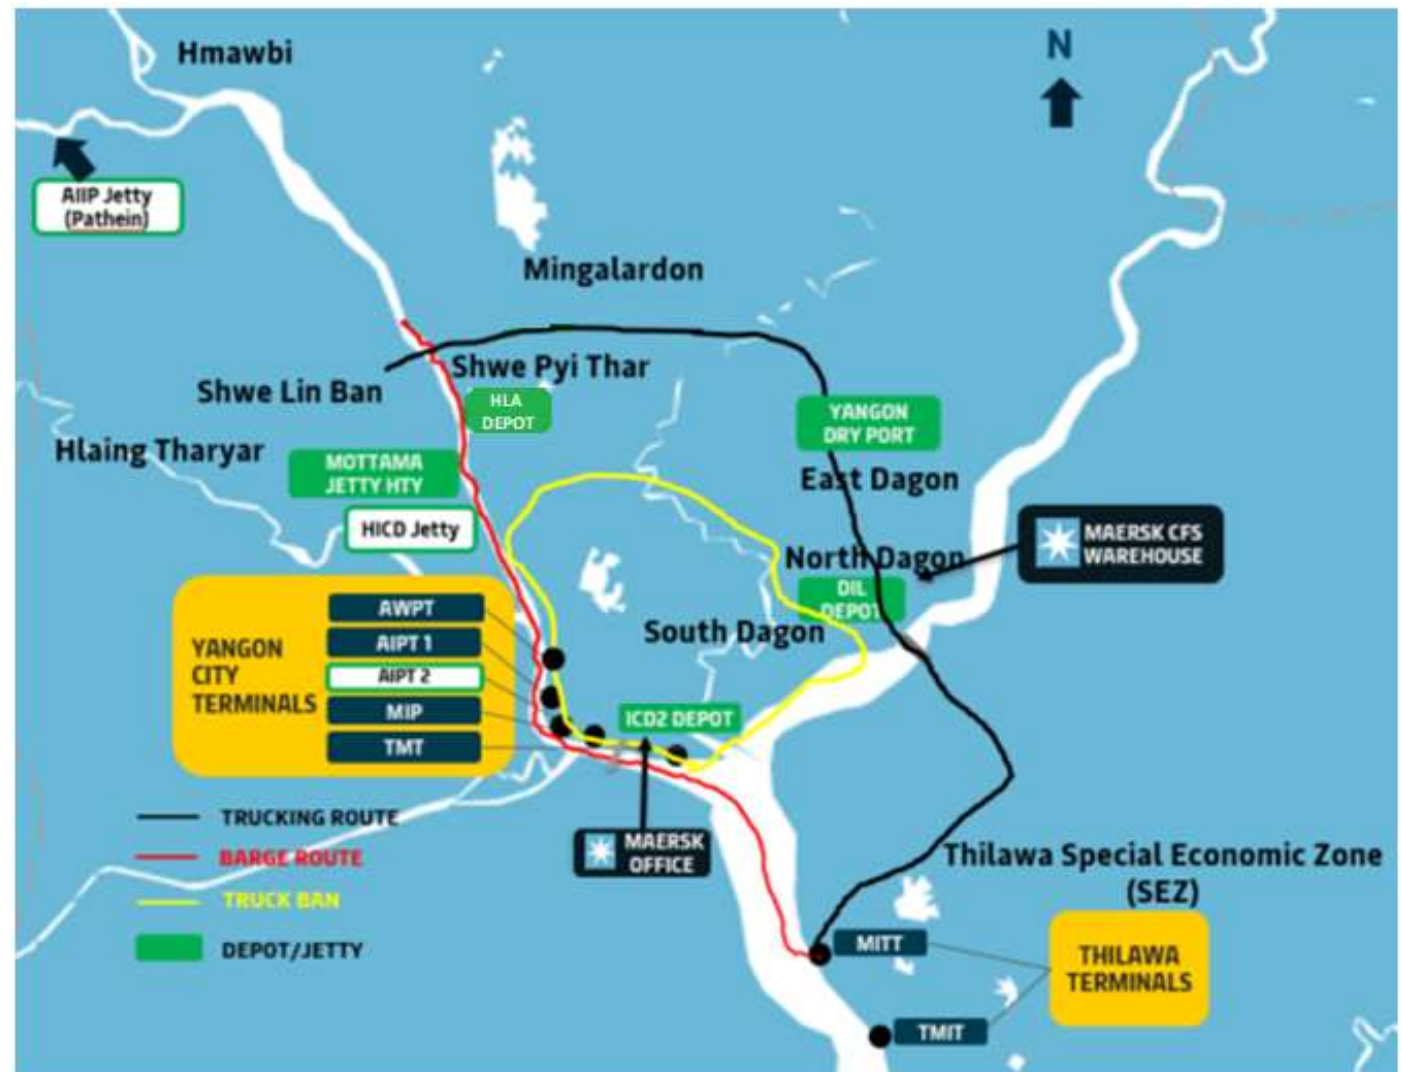 Hmawbi
N
AIIP Jetty
(Pathein)
Mingalardon
Shwe Pyi Thar
Shwe Lin Ban
HLA
DEPOT
YANGON
DRY PORT
Hlaing Tharyar
MOTTAMA
JETTY HTY
East Dagon
HICD Jetty
MAERSK CFS
WAREHOUSE
North Dagon
DIL
DEPOT
YANGON
CITY
TERMINALS
AWPT
AIPT 1
AIPT 2
MIP
TMT
South Dagon
ICD2 DEPOT
MAERSK
OFFICE
TRUCKING ROUTE
BARGE ROUTE
TRUCK BAN
DEPOT/JETTY
Thilawa Special Economic Zone
(SEZ)
MITT
THILAWA
TERMINALS
TMIT